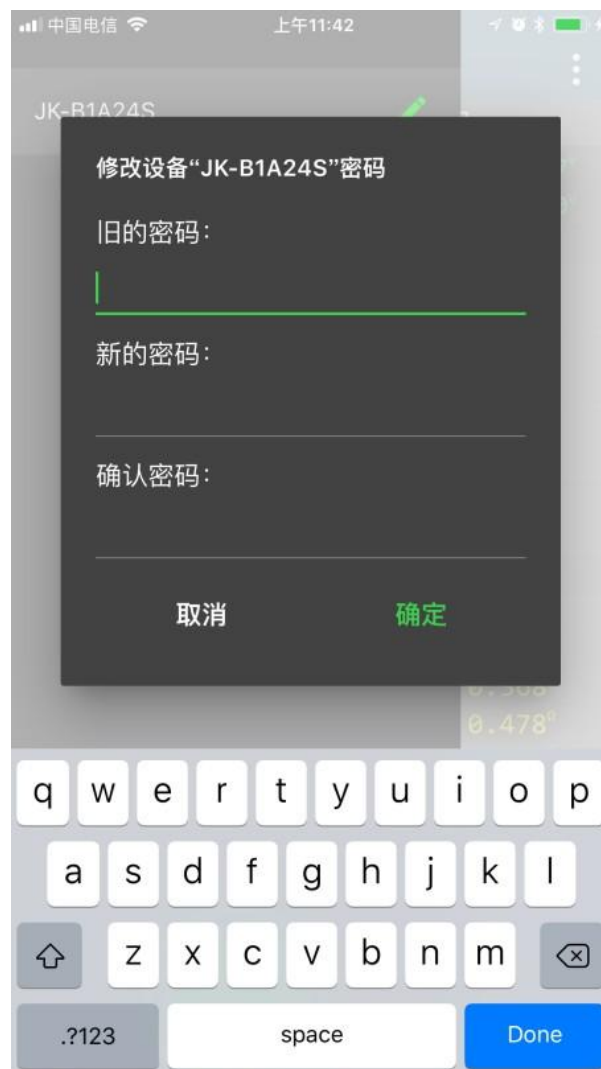 中国电信 上午11:42
JK-B1A24S
修改设备“JK-B1A24S”密码
旧的密码：
新的密码：
确认密码：
取消 确定
0.568
0.478°
q w e r t y u i o p
a s d f g h j k l
z x c v b n m
.?123 space Done